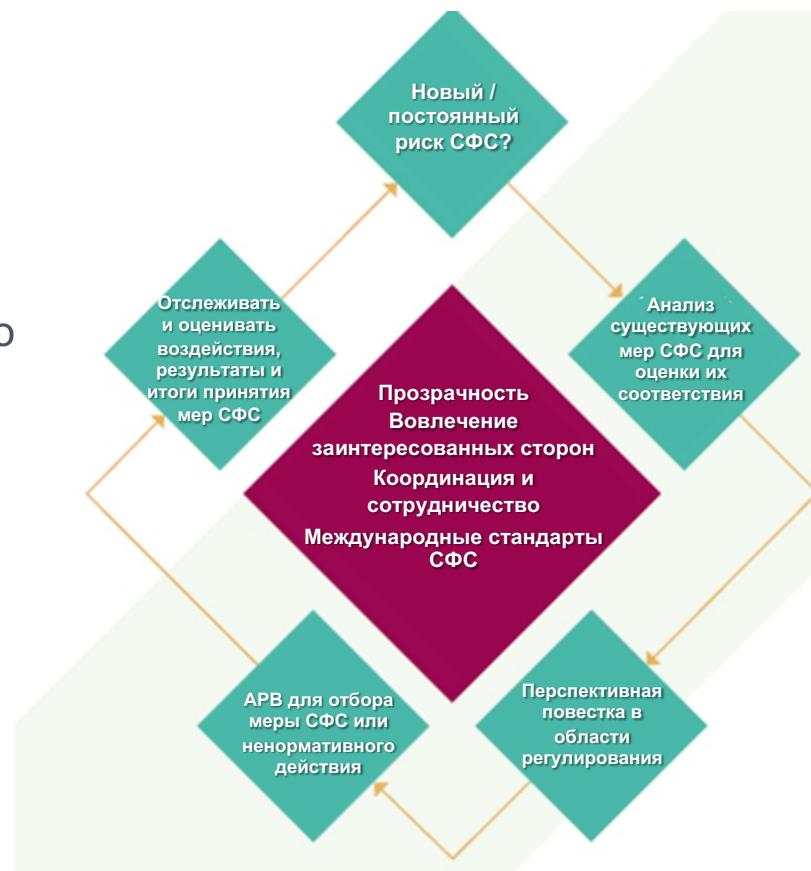 Новый /
постоянный
риск СФС?
Анализ
существующих
мер СФС для
оценки их
соответствия
Перспективная
повестка в
области
регулирования
АРВ для отбора
меры СФС или
ненормативного
действия
Отслеживать
и оценивать
воздействия,
результаты и
итоги принятия
мер СФС
Прозрачность
Вовлечение
заинтересованных сторон
Координация и
сотрудничество
Международные стандарты
СФС